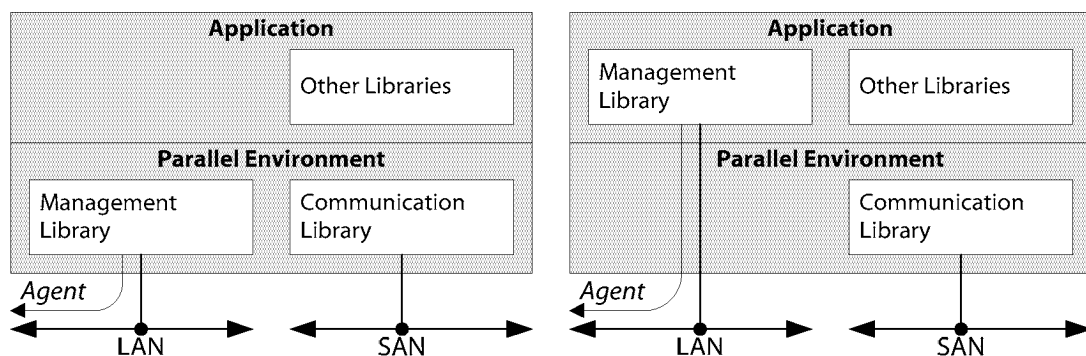 Application
Other Libraries
Parallel Environment
Management
Library
Communication
Library
Agent
LAN
SAN
Application
Management
Library
Other Libraries
Parallel Environment
Communication
Library
Agent
LAN
SAN